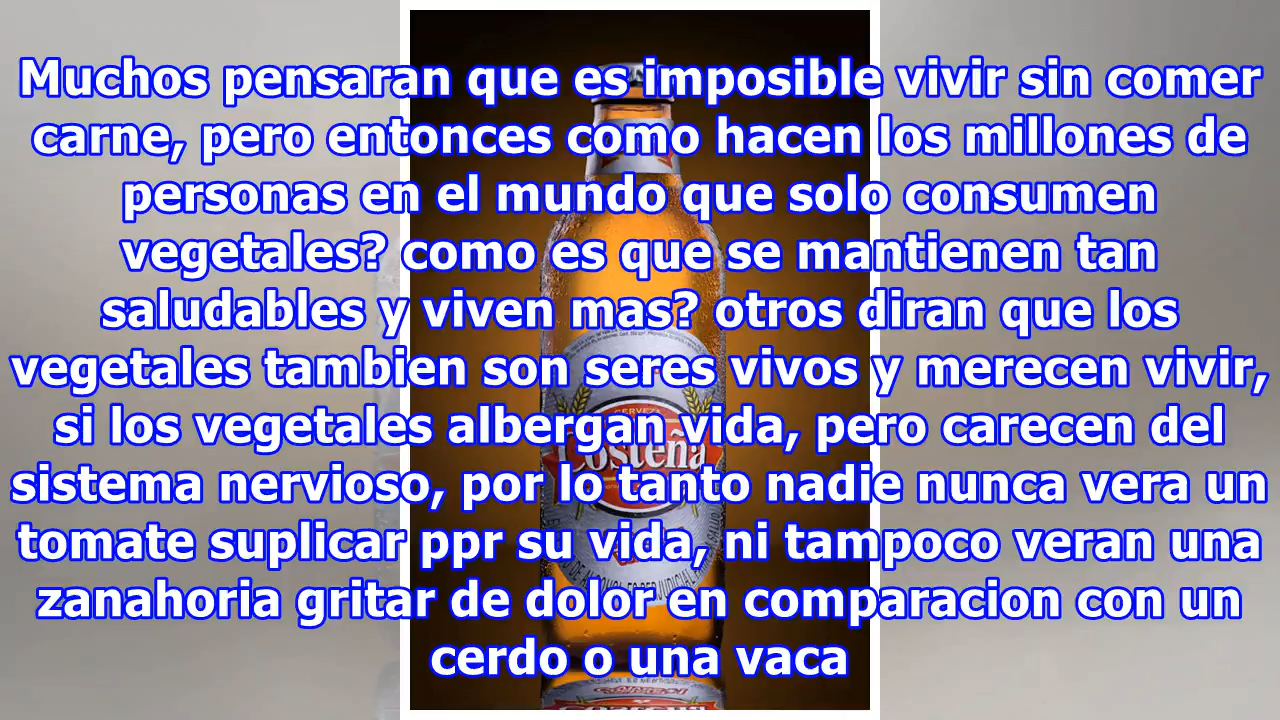 Muchos pensaran que es imposible vivir sin comer
carne, pero entonces como hacen los millones de
personas en el mundo que solo consumen
vegetales? como es que se mantienen tan
saludables y viven mas? otros diran que los
vegetales tambien son seres vivos y merecen vivir,
si los vegetales albergan vida, pero carecen del
sistema nervioso, por lo tanto nadie nunca vera un
tomate suplicar ppr su vida, ni tampoco veran una
zanahoria gritar de dolor en comparacion con un
cerdo o una vaca
CERVEZA
Costeña